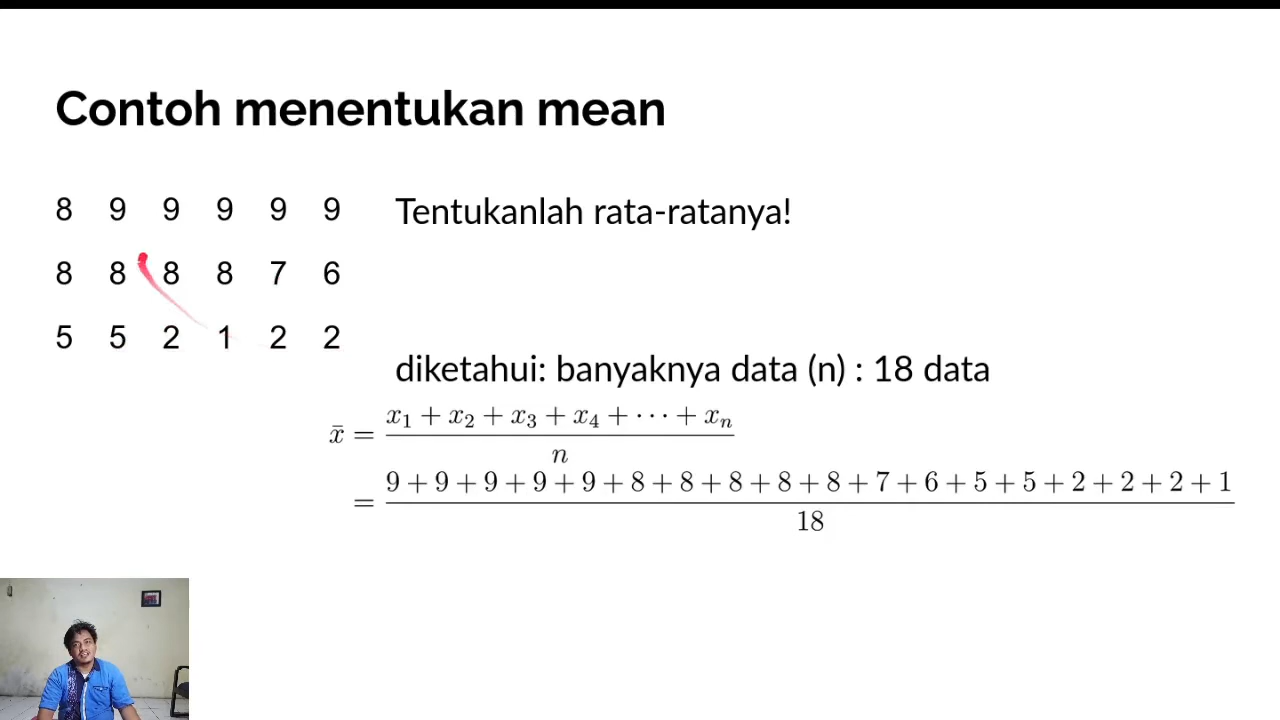 Contoh menentukan mean
8 9 9 9 9 9
Tentukanlah rata-ratanya!
8 8 8 8 7 6
5 5 2 1 2 2
diketahui: banyaknya data (n) : 18 data
x̄ = x₁ + x₂ + x₃ + x₄ + ⋯ + xₙ
n
= 9 + 9 + 9 + 9 + 9 + 8 + 8 + 8 + 8 + 8 + 7 + 6 + 5 + 5 + 2 + 2 + 2 + 1
18